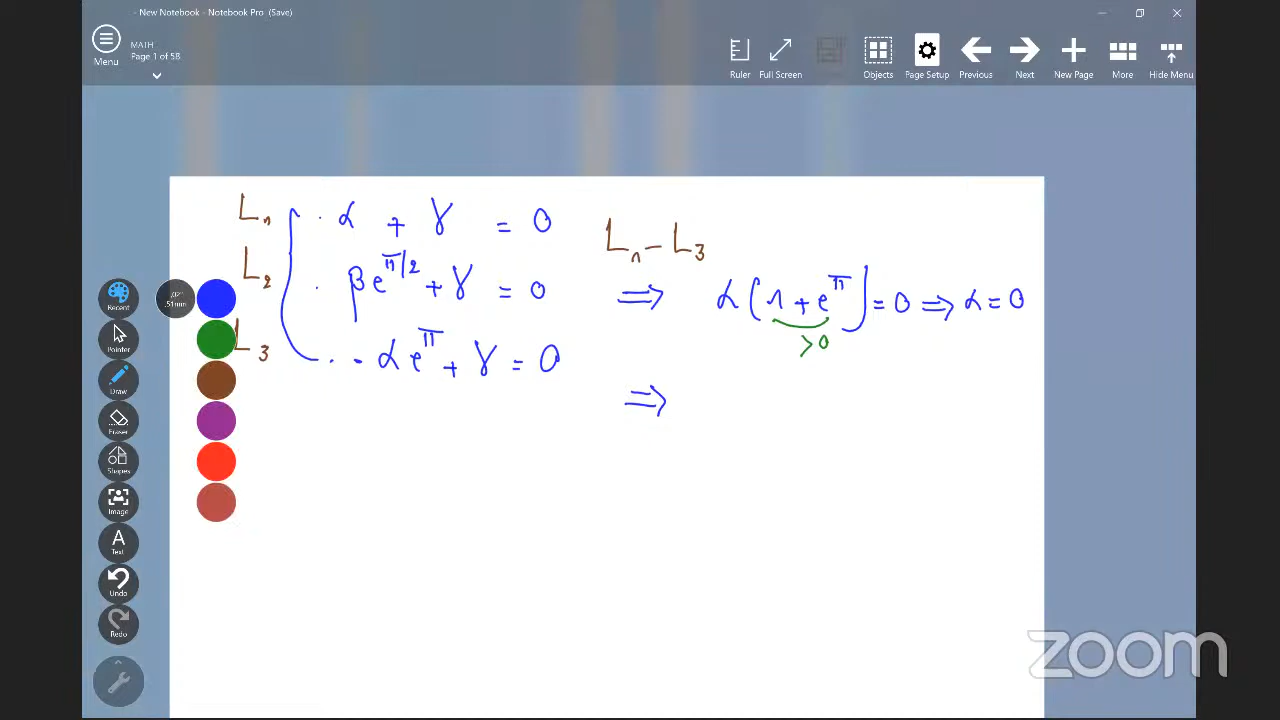 - New Notebook - Notebook Pro (Save)
Menu
MATH
Page 1 of 58
Ruler
Full Screen
Objects
Page Setup
Previous
Next
New Page
More
Hide Menu
L₁ · α + γ = 0
L₂ · βe^{π/2} + γ = 0
L₃ · - αe^π + γ = 0
L₁ - L₃
⇒ α(1 + e^π) = 0 ⇒ α = 0
> 0
⇒
Recent
.51mm
Pointer
Draw
Eraser
Shapes
Image
A
Text
Undo
Redo
zoom